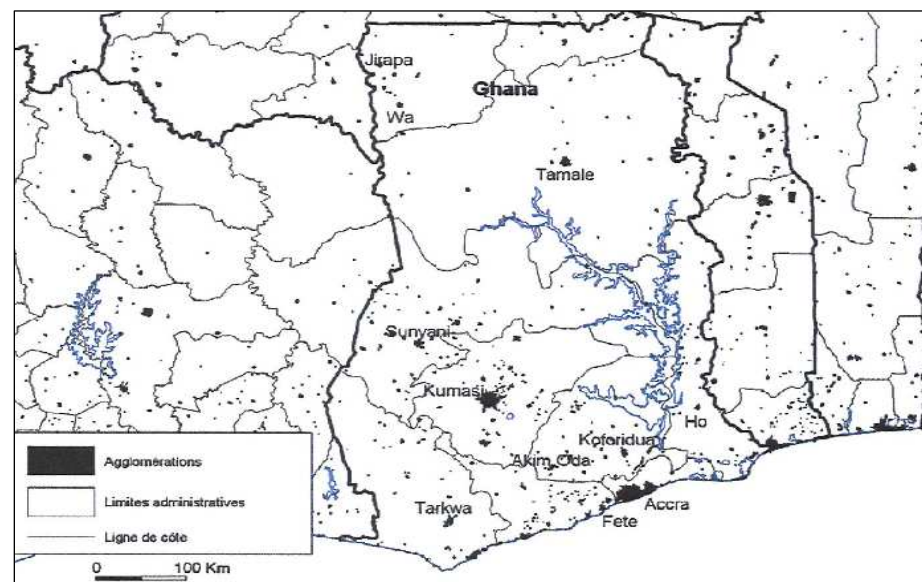 Jirapa
Ghana
Wa
Tamale
Sunyani
Kumasi
Ho
Koforidua
Akim Oda
Tarkwa
Accra
Fete
Agglomérations
Limites administratives
Ligne de côte
0 100 Km